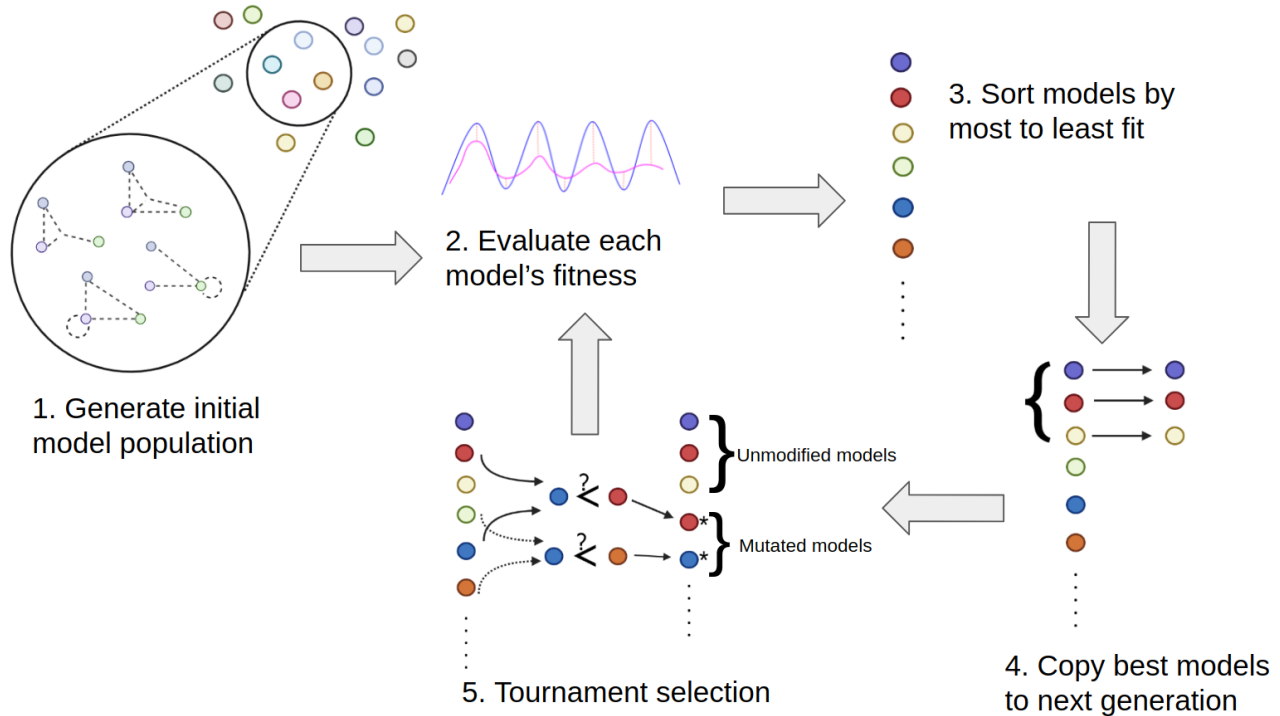 1. Generate initial
model population
2. Evaluate each
model’s fitness
3. Sort models by
most to least fit
4. Copy best models
to next generation
5. Tournament selection
?
<
?
<
Unmodified models
*
Mutated models
*